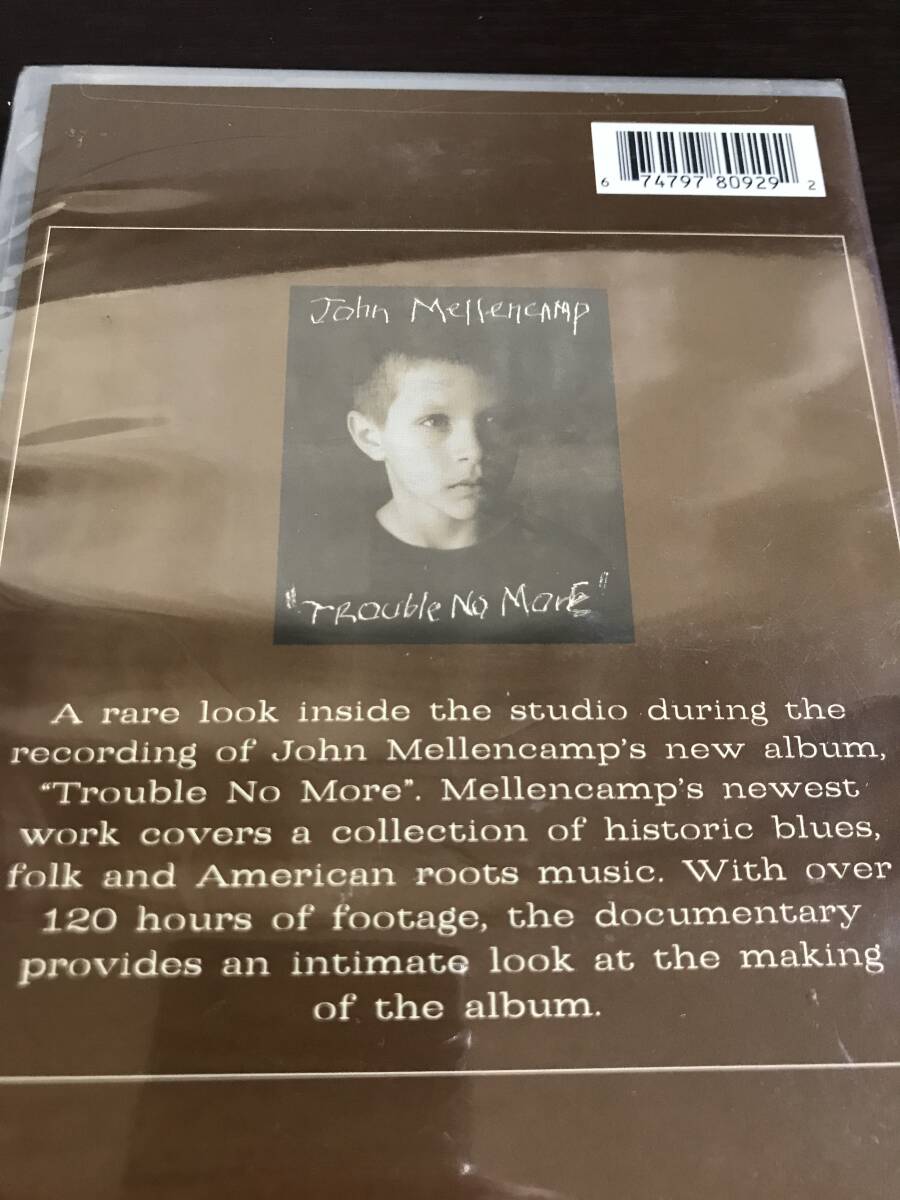 6 74797 80929 2
John Mellencamp
"Trouble No More"
A rare look inside the studio during the
recording of John Mellencamp's new album,
“Trouble No More”. Mellencamp's newest
work covers a collection of historic blues,
folk and American roots music. With over
120 hours of footage, the documentary
provides an intimate look at the making
of the album.